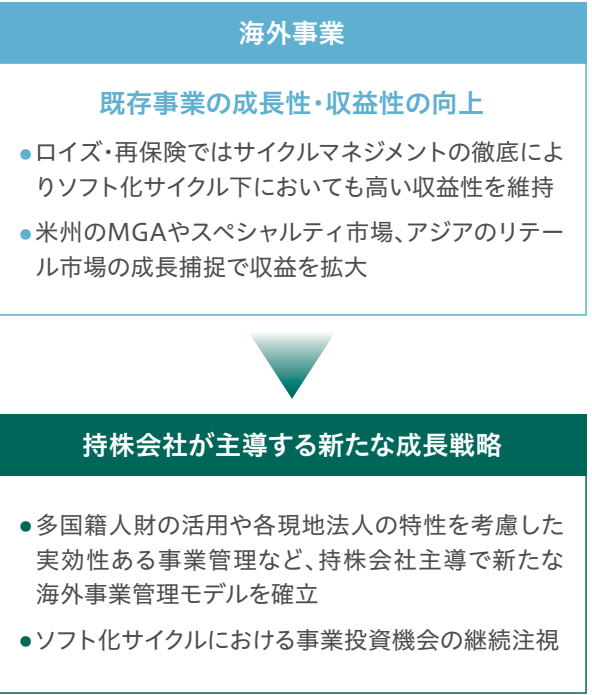 海外事業
既存事業の成長性・収益性の向上
●ロイズ・再保険ではサイクルマネジメントの徹底によ
りソフト化サイクル下においても高い収益性を維持
●米州のMGAやスペシャルティ市場、アジアのリテー
ル市場の成長捕捉で収益を拡大
持株会社が主導する新たな成長戦略
●多国籍人財の活用や各現地法人の特性を考慮した
実効性ある事業管理など、持株会社主導で新たな
海外事業管理モデルを確立
●ソフト化サイクルにおける事業投資機会の継続注視